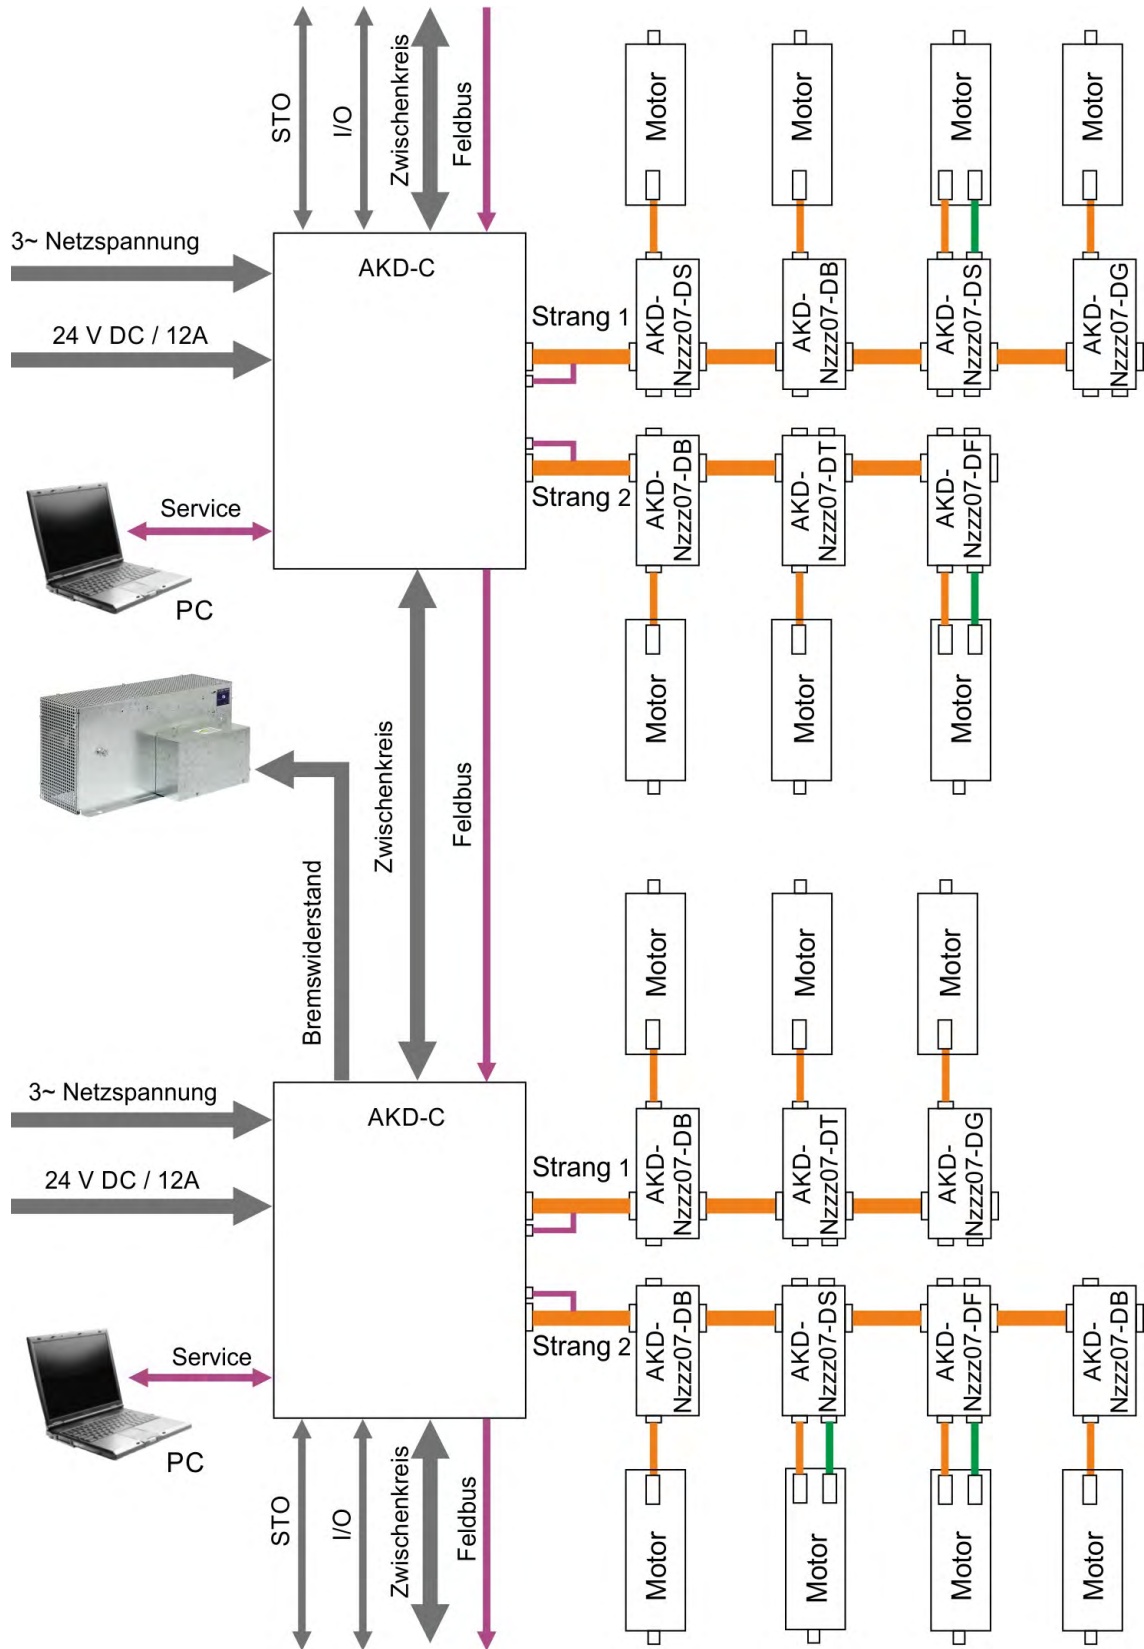 STO
I/O
Zwischenkreis
Feldbus
Motor
Motor
Motor
Motor
3~ Netzspannung
AKD-C
24 V DC / 12A
Strang 1
AKD-
Nzzz07-DS
AKD-
Nzzz07-DB
AKD-
Nzzz07-DS
AKD-
Nzzz07-DG
Strang 2
AKD-
Nzzz07-DB
AKD-
Nzzz07-DT
AKD-
Nzzz07-DF
Service
PC
Motor
Motor
Motor
Bremswiderstand
Zwischenkreis
Feldbus
Motor
Motor
Motor
3~ Netzspannung
AKD-C
24 V DC / 12A
Strang 1
AKD-
Nzzz07-DB
AKD-
Nzzz07-DT
AKD-
Nzzz07-DG
Strang 2
AKD-
Nzzz07-DB
AKD-
Nzzz07-DS
AKD-
Nzzz07-DF
AKD-
Nzzz07-DB
Service
PC
STO
I/O
Zwischenkreis
Feldbus
Motor
Motor
Motor
Motor